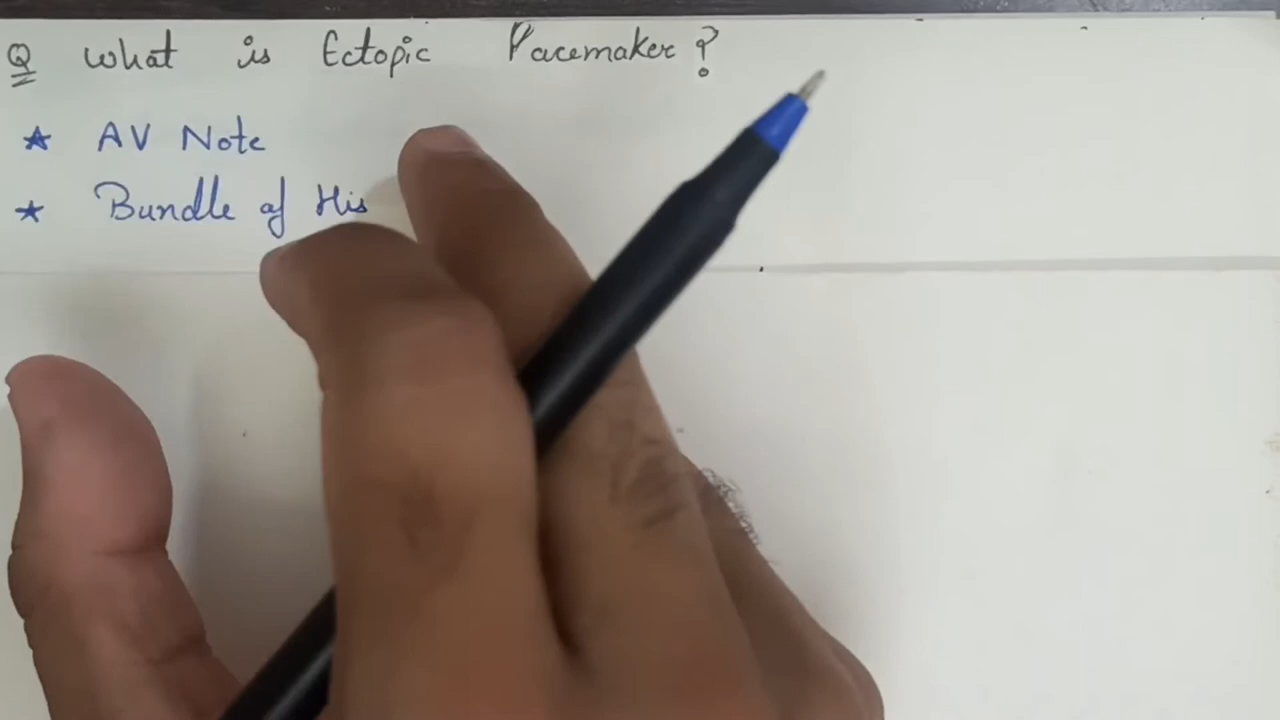 Q What is Ectopic Pacemaker?
★ AV Note
★ Bundle of His